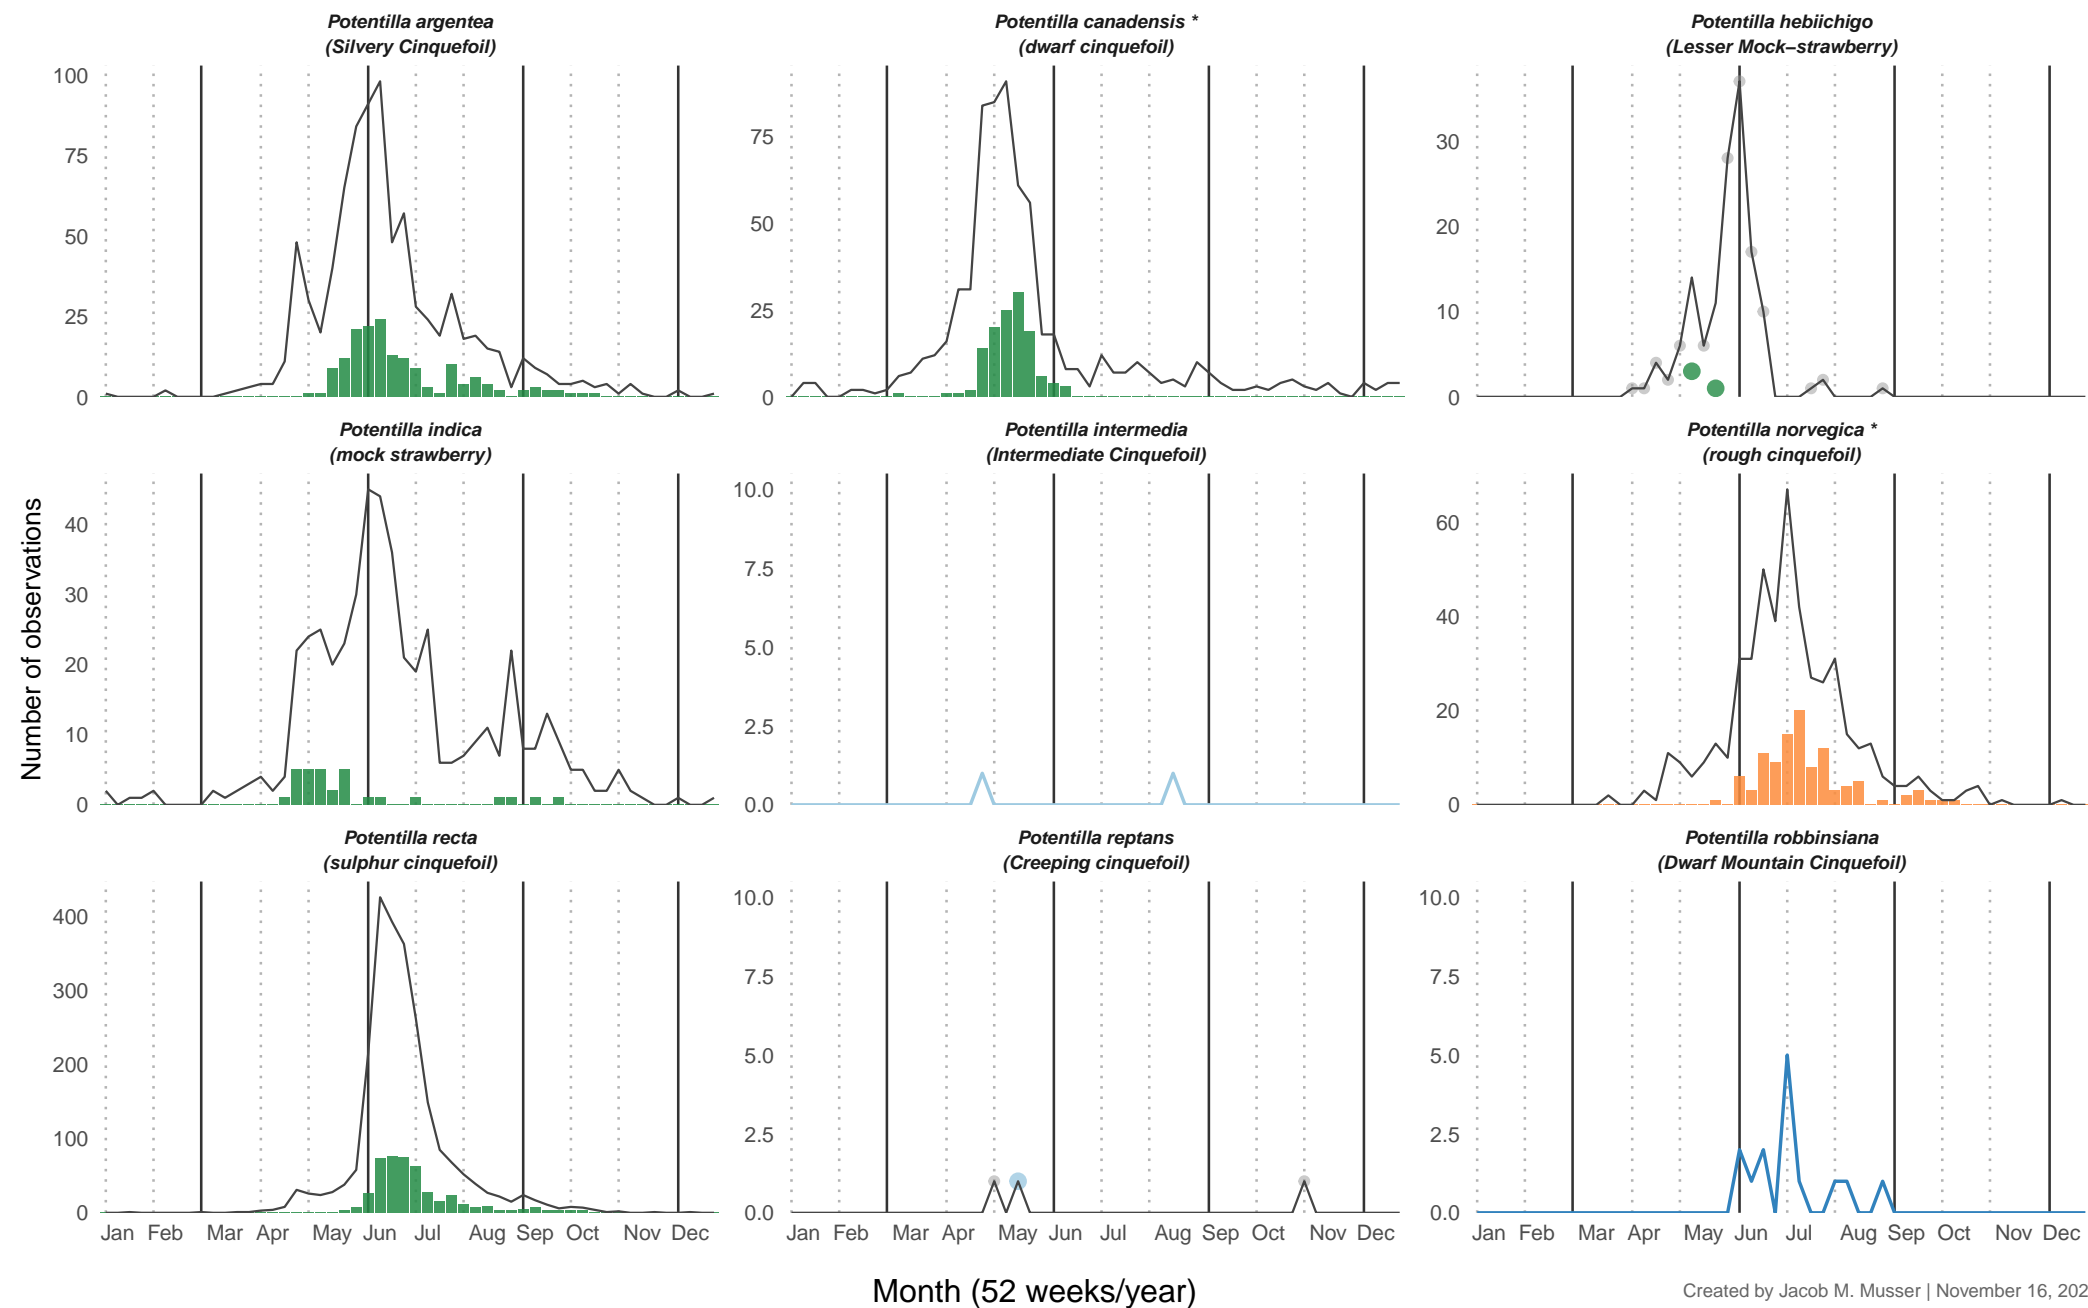 Potentilla argentea
(Silvery Cinquefoil)
Potentilla canadensis *
(dwarf cinquefoil)
Potentilla hebiichigo
(Lesser Mock−strawberry)
100
75
50
25
0
75
50
25
0
30
20
10
0
Potentilla indica
(mock strawberry)
Potentilla intermedia
(Intermediate Cinquefoil)
Potentilla norvegica *
(rough cinquefoil)
Number of observations
40
30
20
10
0
10.0
7.5
5.0
2.5
0.0
60
40
20
0
Potentilla recta
(sulphur cinquefoil)
Potentilla reptans
(Creeping cinquefoil)
Potentilla robbinsiana
(Dwarf Mountain Cinquefoil)
400
300
200
100
0
10.0
7.5
5.0
2.5
0.0
10.0
7.5
5.0
2.5
0.0
Jan Feb Mar Apr May Jun Jul Aug Sep Oct Nov Dec
Jan Feb Mar Apr May Jun Jul Aug Sep Oct Nov Dec
Jan Feb Mar Apr May Jun Jul Aug Sep Oct Nov Dec
Month (52 weeks/year)
Created by Jacob M. Musser | November 16, 202